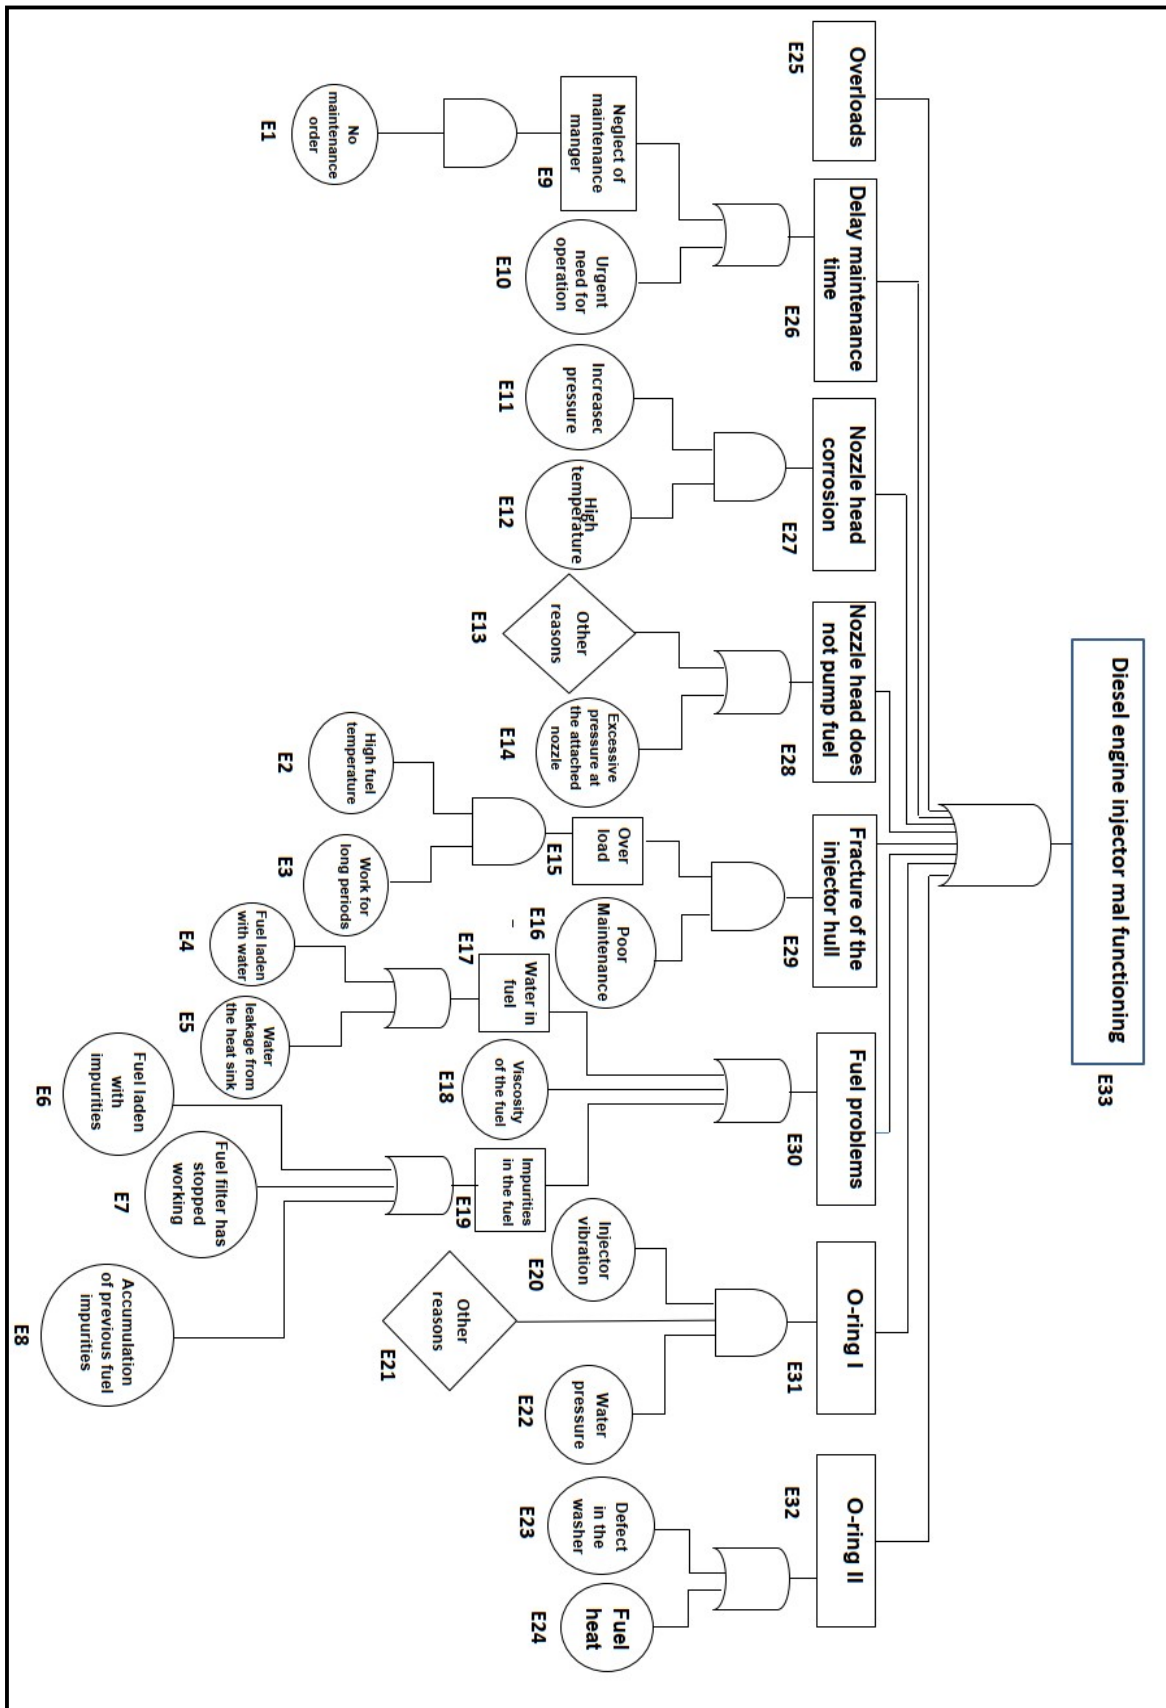 Diesel engine injector mal functioning
E33
Overloads
E25
Delay maintenance
time
E26
Nozzle head
corrosion
E27
Nozzle head does
not pump fuel
E28
Fracture of the
injector hull
E29
Fuel problems
E30
O-ring I
E31
O-ring II
E32
Neglect of
maintenance
manger
E9
Urgent
need for
operation
E10
Increased
pressure
E11
High
temperature
E12
Other
reasons
E13
Excessive
pressure at
the attached
nozzle
E14
Over
load
E15
Poor
Maintenance
E16
–
Water in
fuel
E17
Viscosity
of the fuel
E18
Impurities
in the fuel
E19
Injector
vibration
E20
Other
reasons
E21
Water
pressure
E22
Defect
in the
washer
E23
Fuel
heat
E24
No
maintenance
order
E1
High fuel
temperature
E2
Work for
long periods
E3
Fuel laden
with water
E4
Water
leakage from
the heat sink
E5
Fuel laden
with
impurities
E6
Fuel filter has
stopped
working
E7
Accumulation
of previous fuel
impurities
E8